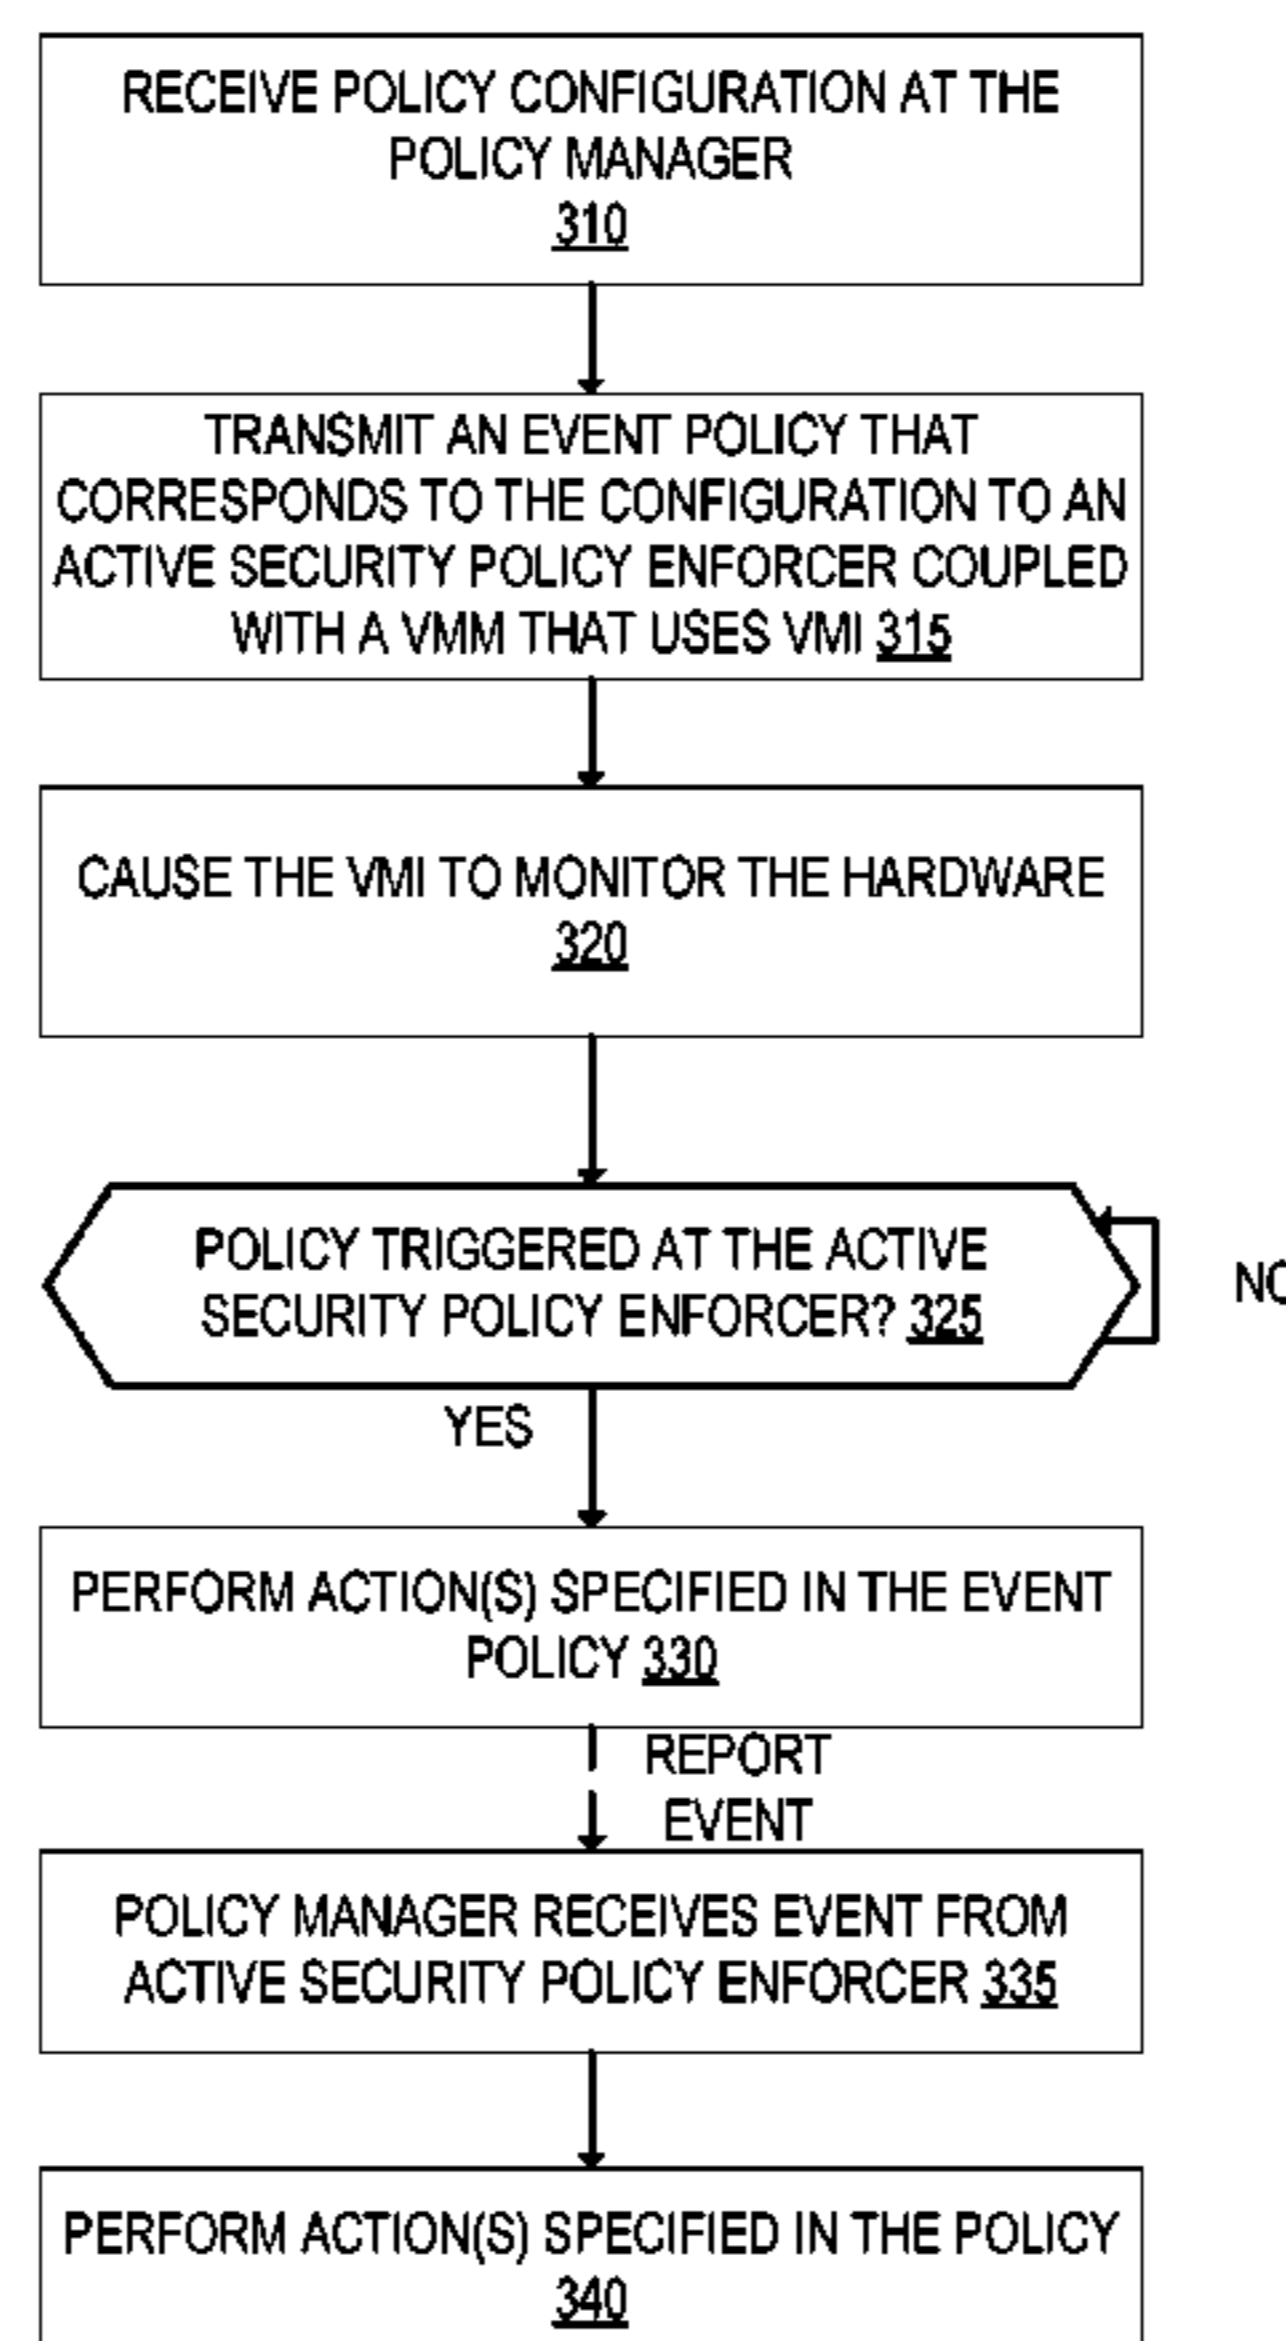 RECEIVE POLICY CONFIGURATION AT THE
POLICY MANAGER
310
TRANSMIT AN EVENT POLICY THAT
CORRESPONDS TO THE CONFIGURATION TO AN
ACTIVE SECURITY POLICY ENFORCER COUPLED
WITH A VMM THAT USES VMI 315
CAUSE THE VMI TO MONITOR THE HARDWARE
320
POLICY TRIGGERED AT THE ACTIVE
SECURITY POLICY ENFORCER? 325
NO
YES
PERFORM ACTION(S) SPECIFIED IN THE EVENT
POLICY 330
REPORT
EVENT
POLICY MANAGER RECEIVES EVENT FROM
ACTIVE SECURITY POLICY ENFORCER 335
PERFORM ACTION(S) SPECIFIED IN THE POLICY
340